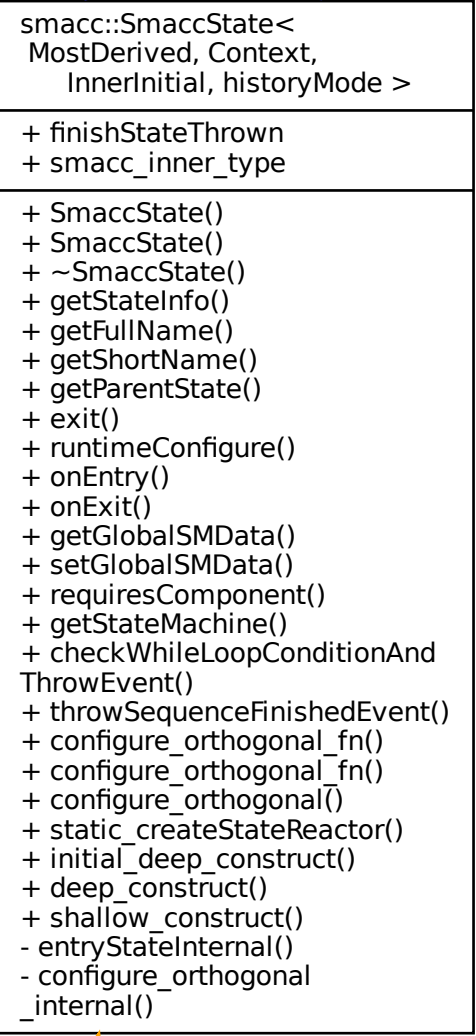 smacc::SmaccState<
MostDerived, Context,
InnerInitial, historyMode >
+ finishStateThrown
+ smacc_inner_type
+ SmaccState()
+ SmaccState()
+ ~SmaccState()
+ getStateInfo()
+ getFullName()
+ getShortName()
+ getParentState()
+ exit()
+ runtimeConfigure()
+ onEntry()
+ onExit()
+ getGlobalSMData()
+ setGlobalSMData()
+ requiresComponent()
+ getStateMachine()
+ checkWhileLoopConditionAnd
ThrowEvent()
+ throwSequenceFinishedEvent()
+ configure_orthogonal_fn()
+ configure_orthogonal_fn()
+ configure_orthogonal()
+ static_createStateReactor()
+ initial_deep_construct()
+ deep_construct()
+ shallow_construct()
- entryStateInternal()
- configure_orthogonal
_internal()